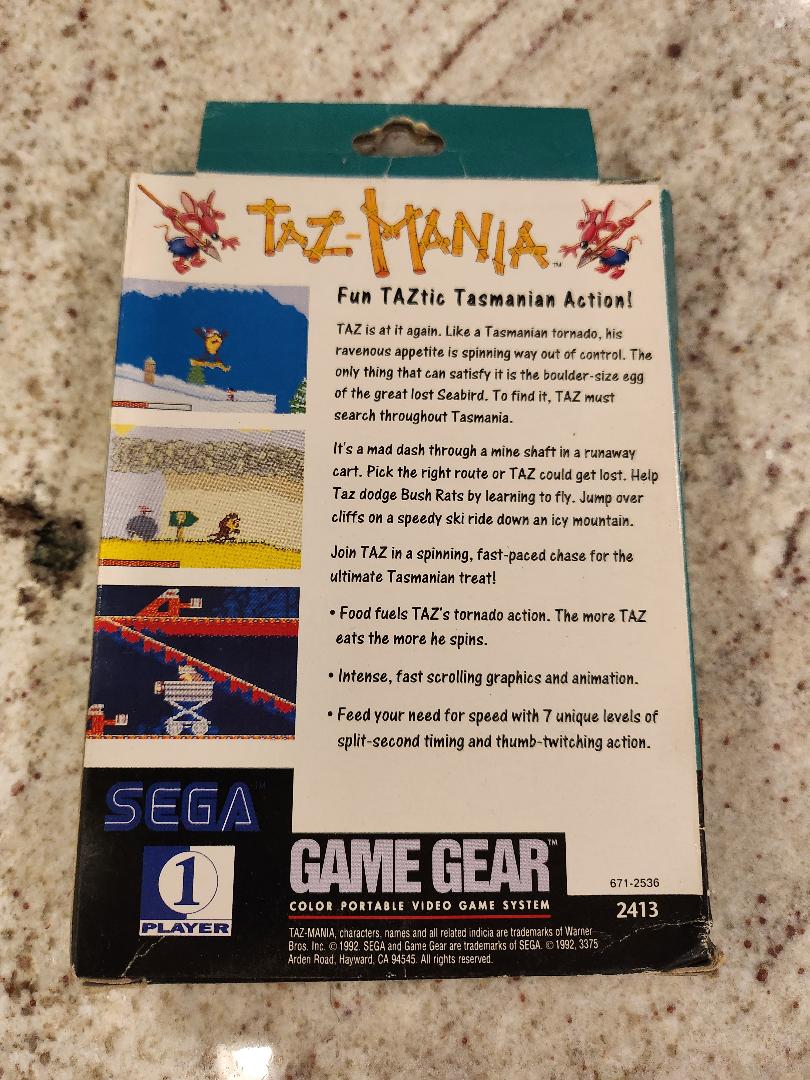 TAZ-MANIA™
Fun TAZtic Tasmanian Action!
TAZ is at it again. Like a Tasmanian tornado, his
ravenous appetite is spinning way out of control. The
only thing that can satisfy it is the boulder-size egg
of the great lost Seabird. To find it, TAZ must
search throughout Tasmania.
It's a mad dash through a mine shaft in a runaway
cart. Pick the right route or TAZ could get lost. Help
Taz dodge Bush Rats by learning to fly. Jump over
cliffs on a speedy ski ride down an icy mountain.
Join TAZ in a spinning, fast-paced chase for the
ultimate Tasmanian treat!
• Food fuels TAZ's tornado action. The more TAZ
eats the more he spins.
• Intense, fast scrolling graphics and animation.
• Feed your need for speed with 7 unique levels of
split-second timing and thumb-twitching action.
SEGA™
1
PLAYER
GAME GEAR™
COLOR PORTABLE VIDEO GAME SYSTEM
671-2536
2413
TAZ-MANIA, characters, names and all related indicia are trademarks of Warner
Bros. Inc. © 1992. SEGA and Game Gear are trademarks of SEGA. © 1992, 3375
Arden Road, Hayward, CA 94545. All rights reserved.